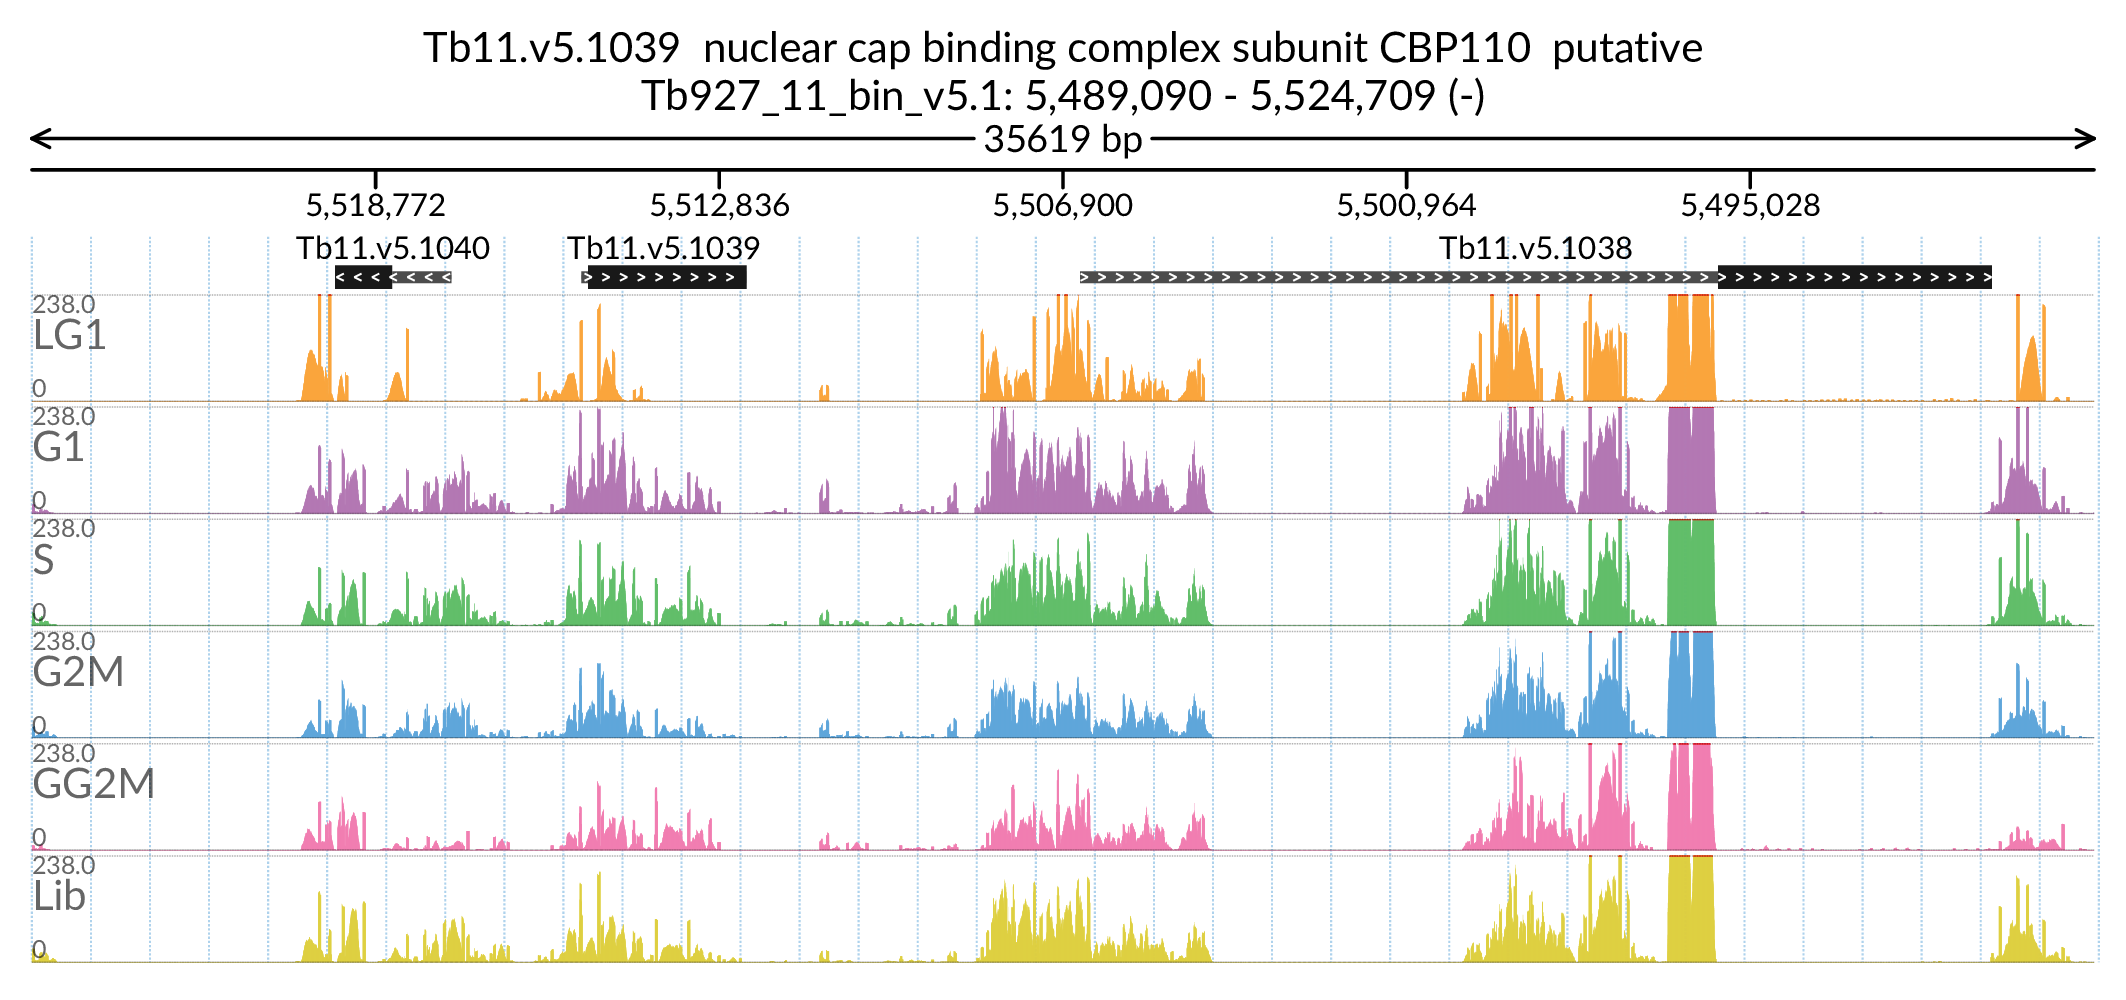 Tb11.v5.1039  nuclear cap binding complex subunit CBP110  putative
Tb927_11_bin_v5.1: 5,489,090 - 5,524,709 (-)
35619 bp
5,518,772 5,512,836 5,506,900 5,500,964 5,495,028
Tb11.v5.1040 Tb11.v5.1039 Tb11.v5.1038
238.0
LG1
0
238.0
G1
0
238.0
S
0
238.0
G2M
0
238.0
GG2M
0
238.0
Lib
0